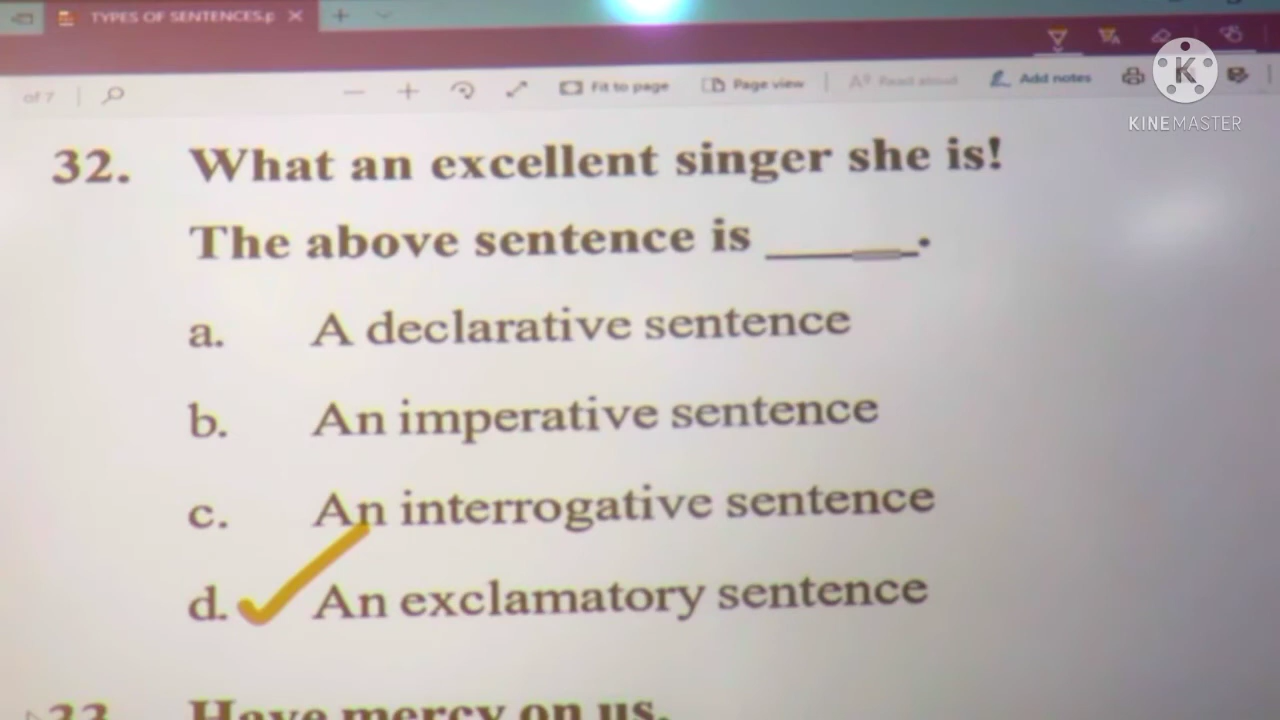 TYPES OF SENTENCES.p
of 7
Fit to page
Page view
Read aloud
Add notes
K
KINEMASTER
32. What an excellent singer she is!
The above sentence is ______.
a. A declarative sentence
b. An imperative sentence
c. An interrogative sentence
d. An exclamatory sentence
33. Have mercy on us.